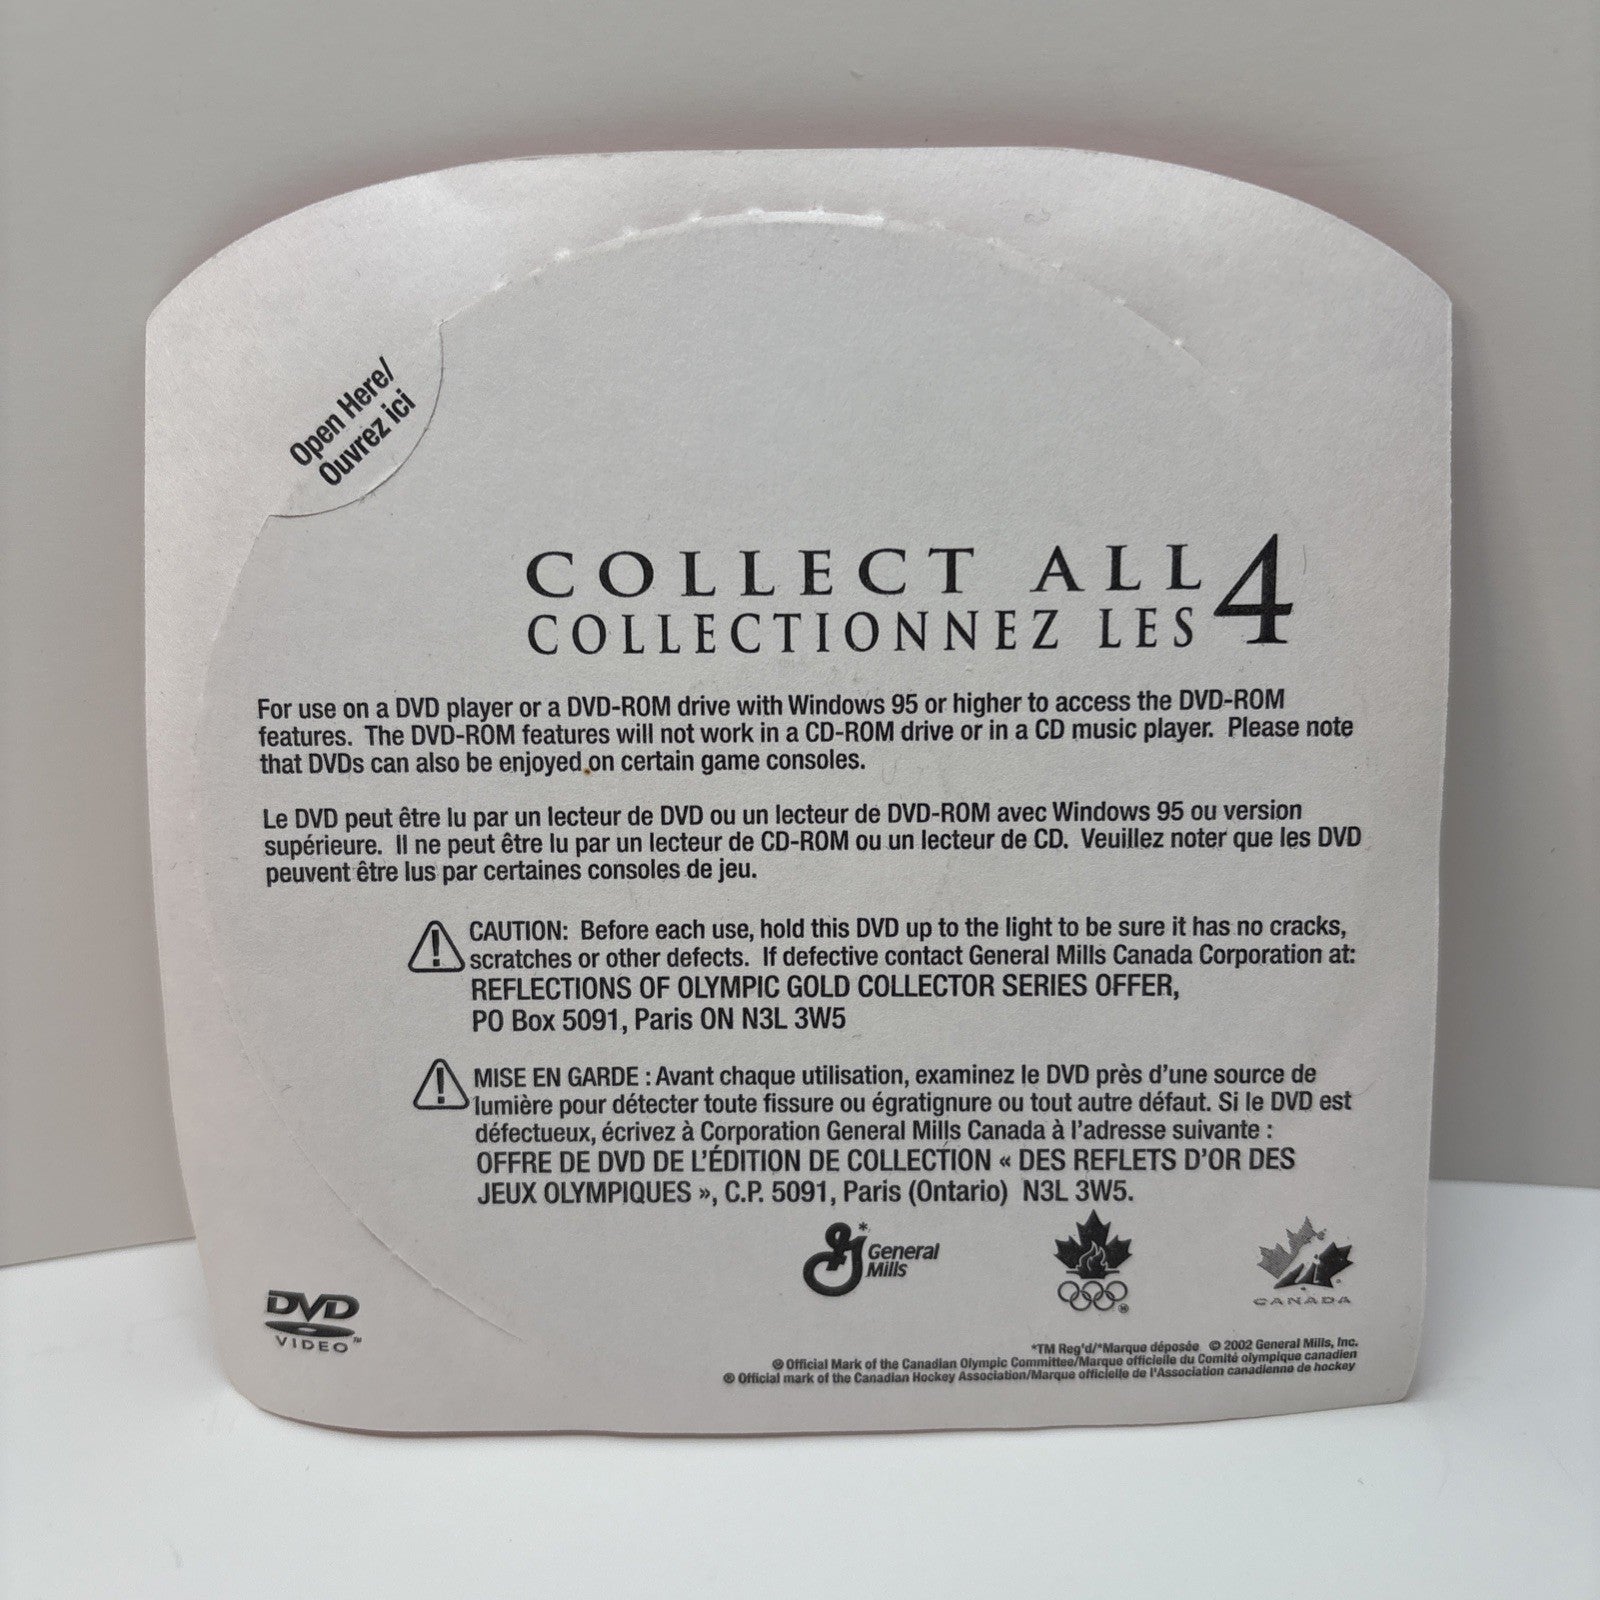 Open Here/
Ouvrez ici
COLLECT ALL 4
COLLECTIONNEZ LES
For use on a DVD player or a DVD-ROM drive with Windows 95 or higher to access the DVD-ROM
features. The DVD-ROM features will not work in a CD-ROM drive or in a CD music player. Please note
that DVDs can also be enjoyed on certain game consoles.
Le DVD peut être lu par un lecteur de DVD ou un lecteur de DVD-ROM avec Windows 95 ou version
supérieure. Il ne peut être lu par un lecteur de CD-ROM ou un lecteur de CD. Veuillez noter que les DVD
peuvent être lus par certaines consoles de jeu.
CAUTION: Before each use, hold this DVD up to the light to be sure it has no cracks,
scratches or other defects. If defective contact General Mills Canada Corporation at:
REFLECTIONS OF OLYMPIC GOLD COLLECTOR SERIES OFFER,
PO Box 5091, Paris ON N3L 3W5
MISE EN GARDE : Avant chaque utilisation, examinez le DVD près d'une source de
lumière pour détecter toute fissure ou égratignure ou tout autre défaut. Si le DVD est
défectueux, écrivez à Corporation General Mills Canada à l'adresse suivante :
OFFRE DE DVD DE L'ÉDITION DE COLLECTION « DES REFLETS D'OR DES
JEUX OLYMPIQUES », C.P. 5091, Paris (Ontario) N3L 3W5.
G* General
Mills
CANADA
DVD
VIDEO™
*TM Reg'd/*Marque déposée © 2002 General Mills, Inc.
® Official Mark of the Canadian Olympic Committee/Marque officielle du Comité olympique canadien
® Official mark of the Canadian Hockey Association/Marque officielle de l'Association canadienne de hockey